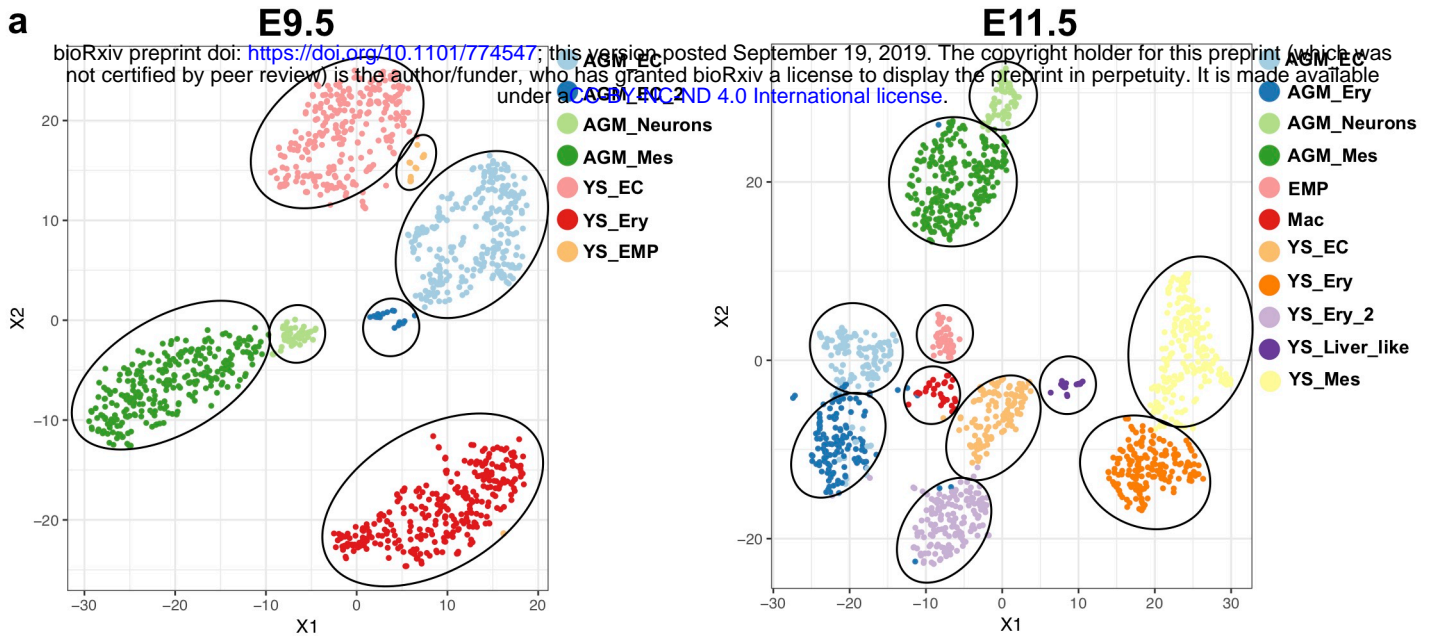 a
E9.5
E11.5
bioRxiv preprint doi: https://doi.org/10.1101/774547; this version posted September 19, 2019. The copyright holder for this preprint (which was
not certified by peer review) is the author/funder, who has granted bioRxiv a license to display the preprint in perpetuity. It is made available
under aCC-BY-NC-ND 4.0 International license.
X2
20
10
0
−10
−20
−30
−20
−10
0
10
20
X1
AGM_EC
AGM_EC_2
AGM_Neurons
AGM_Mes
YS_EC
YS_Ery
YS_EMP
X2
20
0
−20
−30
−20
−10
0
10
20
30
X1
AGM_EC
AGM_Ery
AGM_Neurons
AGM_Mes
EMP
Mac
YS_EC
YS_Ery
YS_Ery_2
YS_Liver_like
YS_Mes